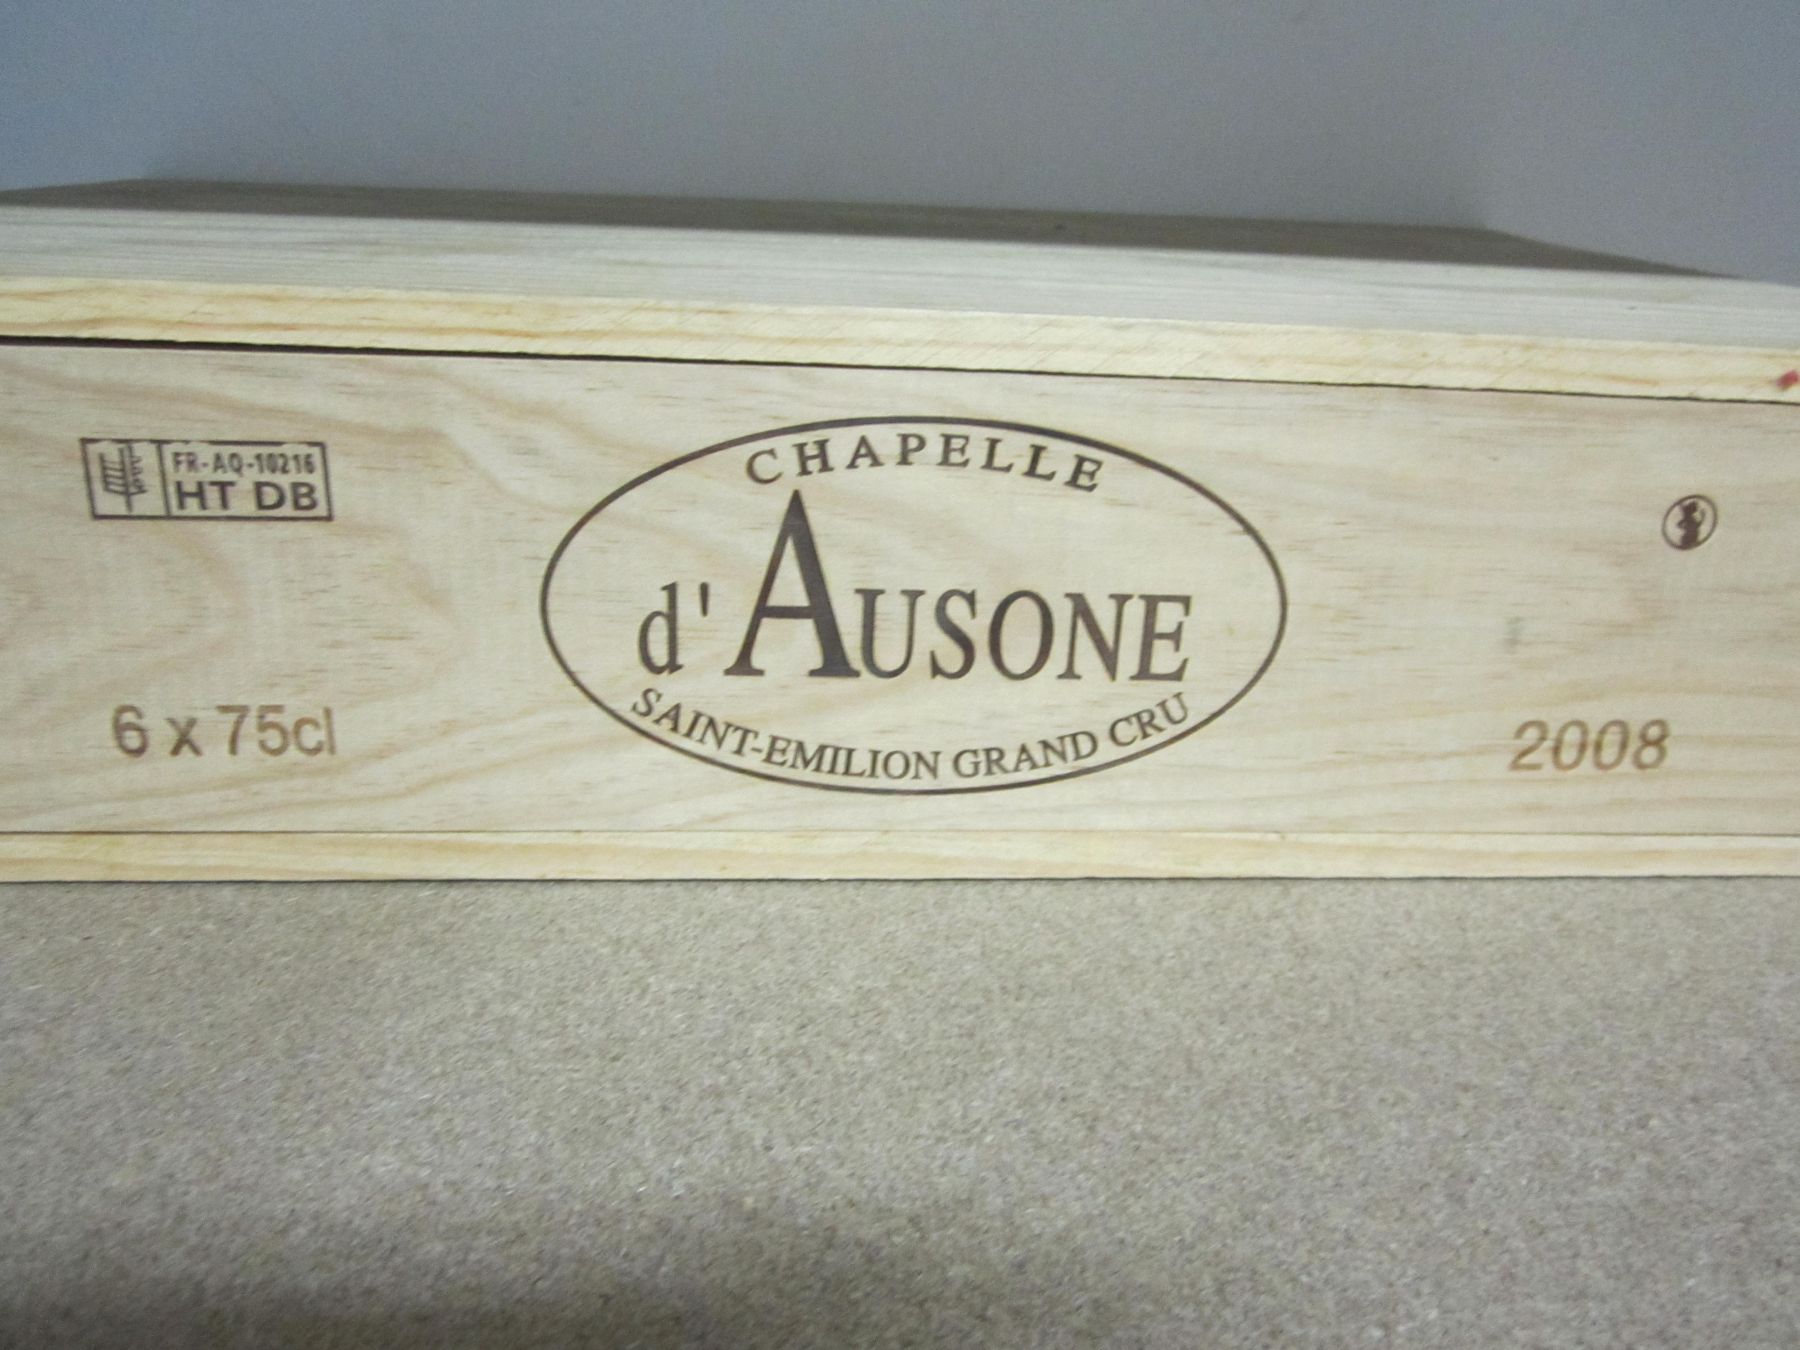 FR-AQ-10216
HT DB
6 x 75cl
CHAPELLE
d'AUSONE
SAINT-EMILION GRAND CRU
2008